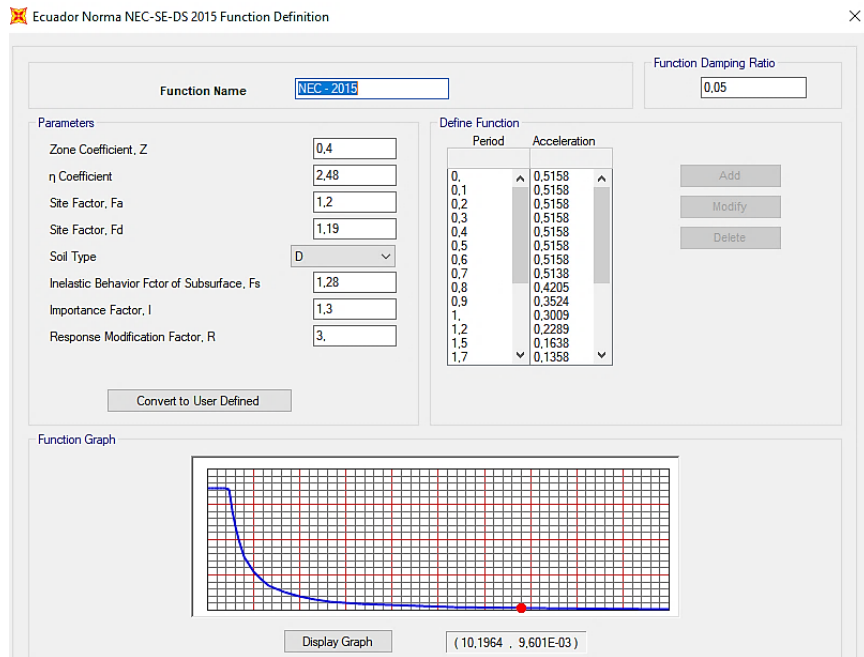 Ecuador Norma NEC-SE-DS 2015 Function Definition
Function Name
NEC - 2015
Function Damping Ratio
0,05
Parameters
Zone Coefficient, Z 0,4
η Coefficient 2,48
Site Factor, Fa 1,2
Site Factor, Fd 1,19
Soil Type D
Inelastic Behavior Fctor of Subsurface, Fs 1,28
Importance Factor, I 1,3
Response Modification Factor, R 3,
Convert to User Defined
Define Function
Period Acceleration
0, 0,5158
0,1 0,5158
0,2 0,5158
0,3 0,5158
0,4 0,5158
0,5 0,5158
0,6 0,5158
0,7 0,5138
0,8 0,4205
0,9 0,3524
1, 0,3009
1,2 0,2289
1,5 0,1638
1,7 0,1358
Add
Modify
Delete
Function Graph
Display Graph
( 10,1964 , 9,601E-03 )